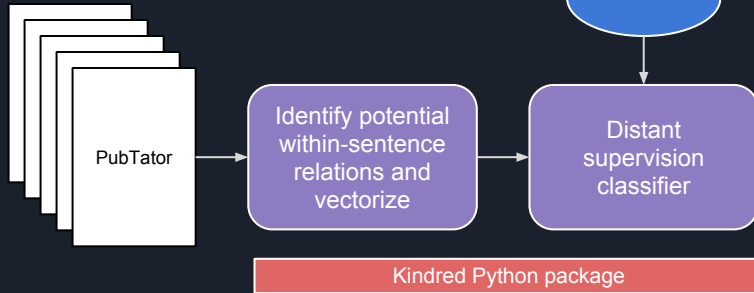 PubTator
Identify potential
within-sentence
relations and
vectorize
Distant
supervision
classifier
Kindred Python package